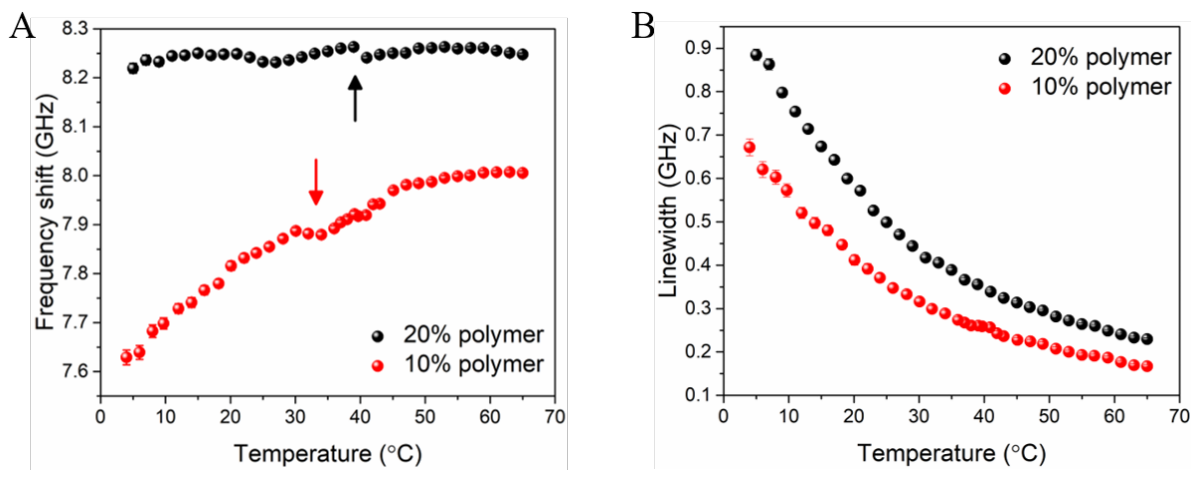 A
8.3
8.2
8.1
8.0
7.9
7.8
7.7
7.6
Frequency shift (GHz)
20% polymer
10% polymer
0 10 20 30 40 50 60 70
Temperature (°C)
B
0.9
0.8
0.7
0.6
0.5
0.4
0.3
0.2
0.1
Linewidth (GHz)
20% polymer
10% polymer
0 10 20 30 40 50 60 70
Temperature (°C)